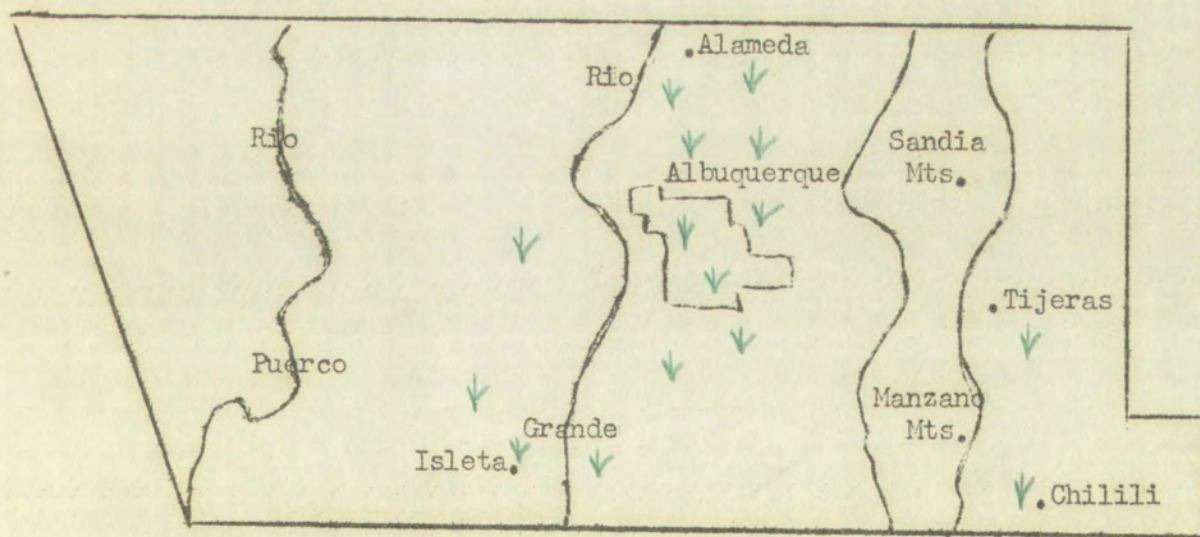 Alameda
Rio
Rio
Sandia
Mts.
Albuquerque
Tijeras
Puerco
Manzano
Mts.
Grande
Isleta
Chilili